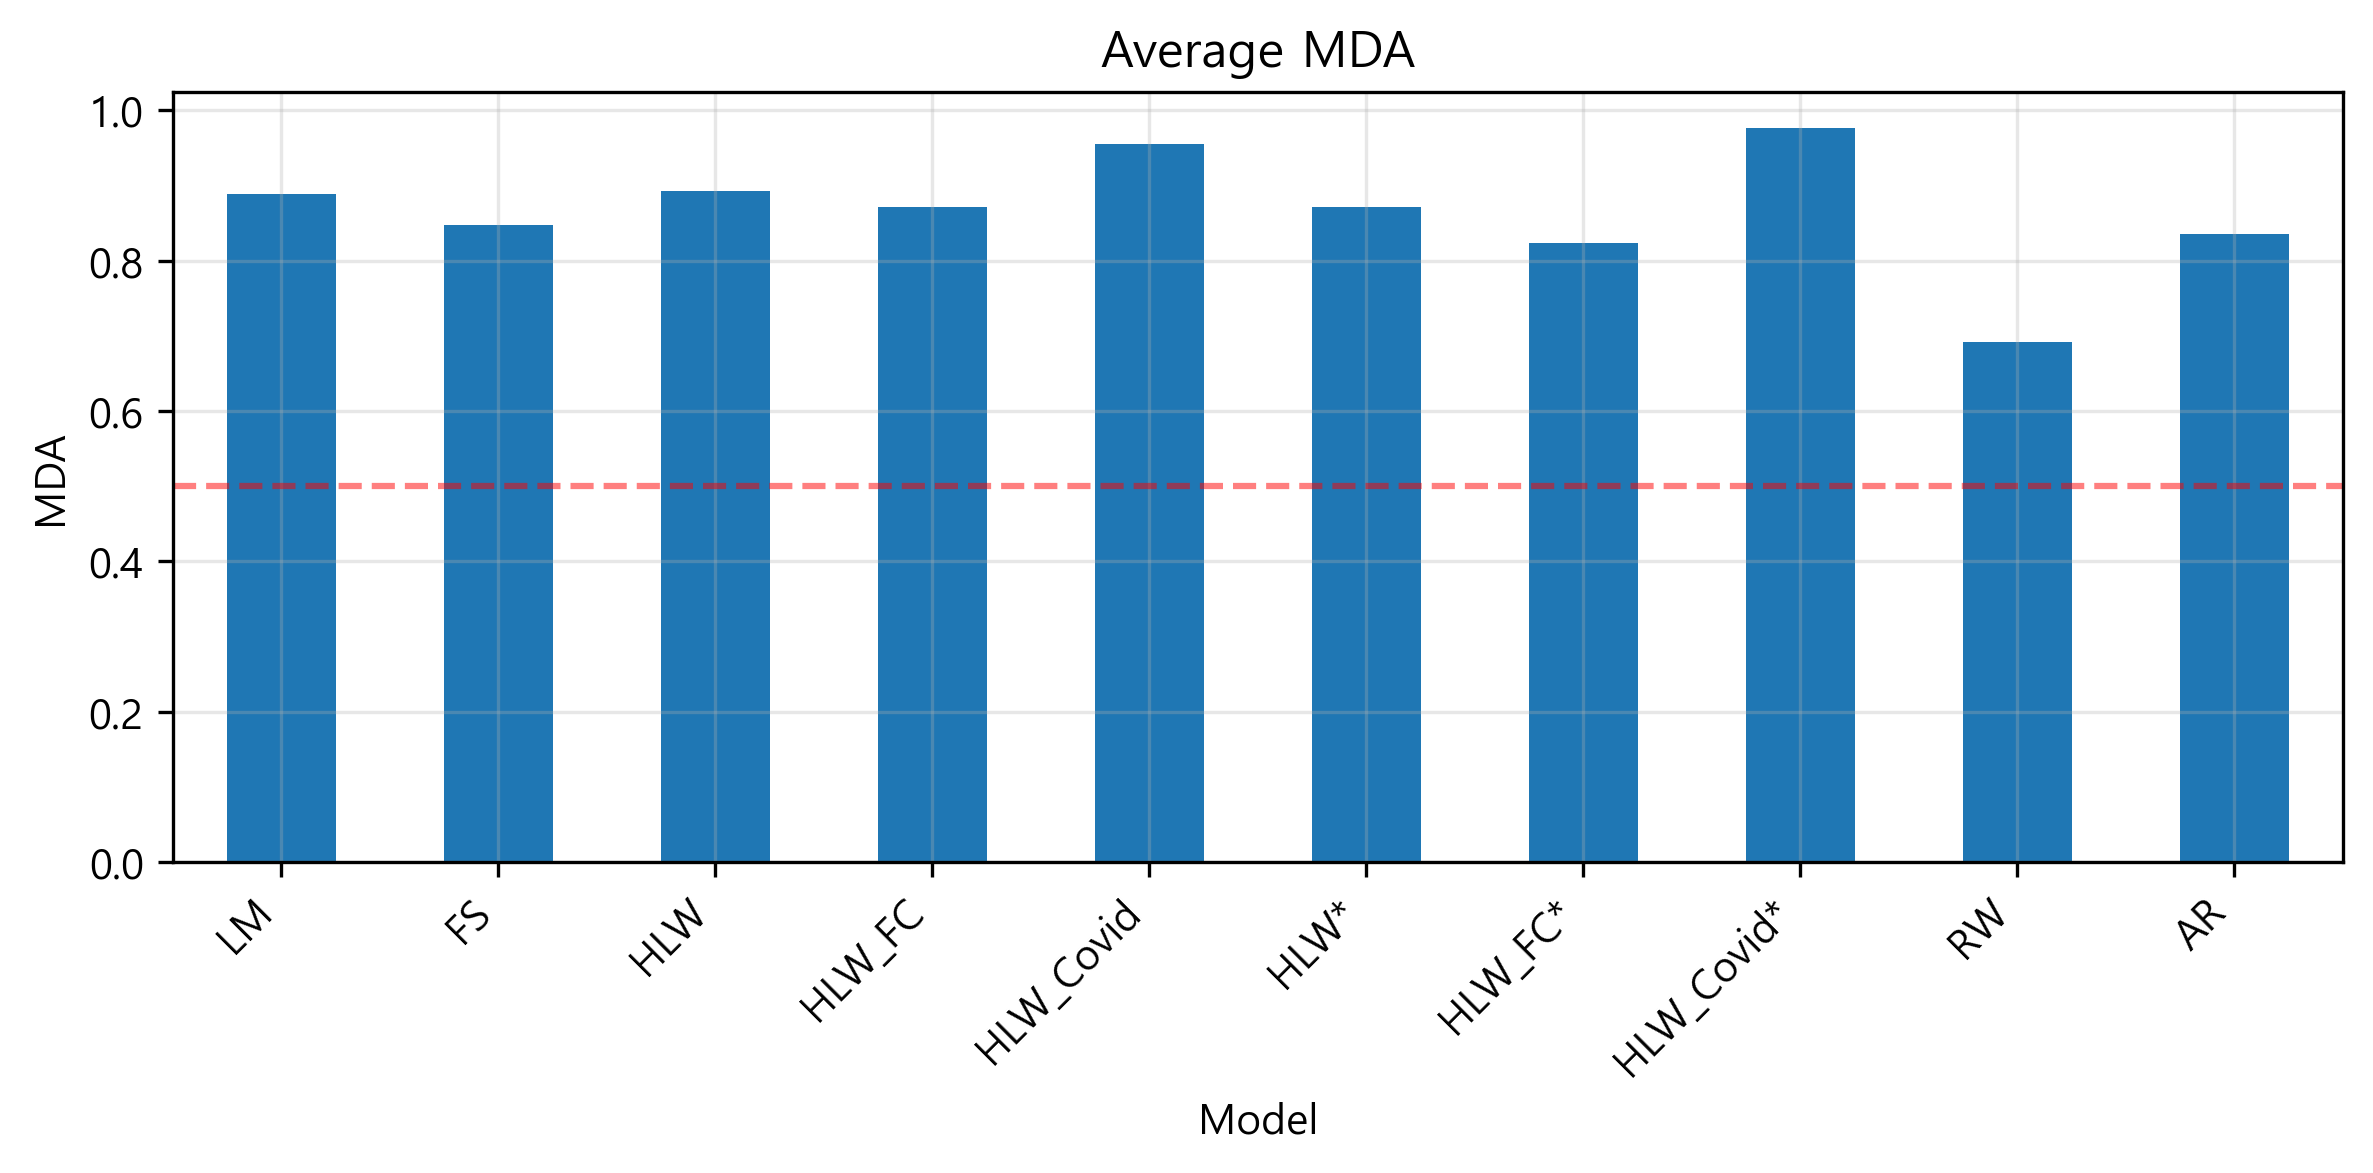 Average MDA
MDA
1.0
0.8
0.6
0.4
0.2
0.0
LM
FS
HLW
HLW_FC
HLW_Covid
HLW*
HLW_FC*
HLW_Covid*
RW
AR
Model